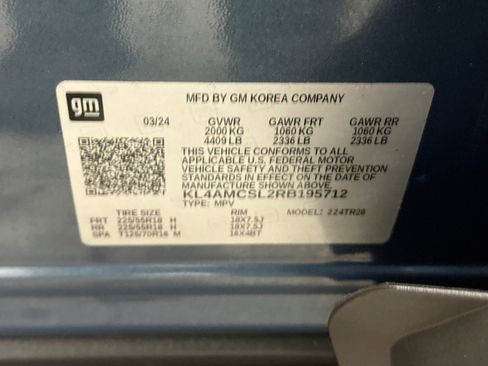 gm
MFD BY GM KOREA COMPANY
03/24 GVWR GAWR FRT GAWR RR
2000 KG 1060 KG 1060 KG
4409 LB 2336 LB 2336 LB
THIS VEHICLE CONFORMS TO ALL
APPLICABLE U.S. FEDERAL MOTOR
VEHICLE SAFETY AND THEFT PREVENTION
STANDARDS IN EFFECT ON THE DATE OF
MANUFACTURE SHOWN ABOVE.
KL4AMCSL2RB195712
TYPE: MPV
TIRE SIZE RIM MODEL: 224TR26
FRT 225/55R18 H 18X7.5J
RR 225/55R18 H 18X7.5J
SPA T125/70R16 M 16X4BT